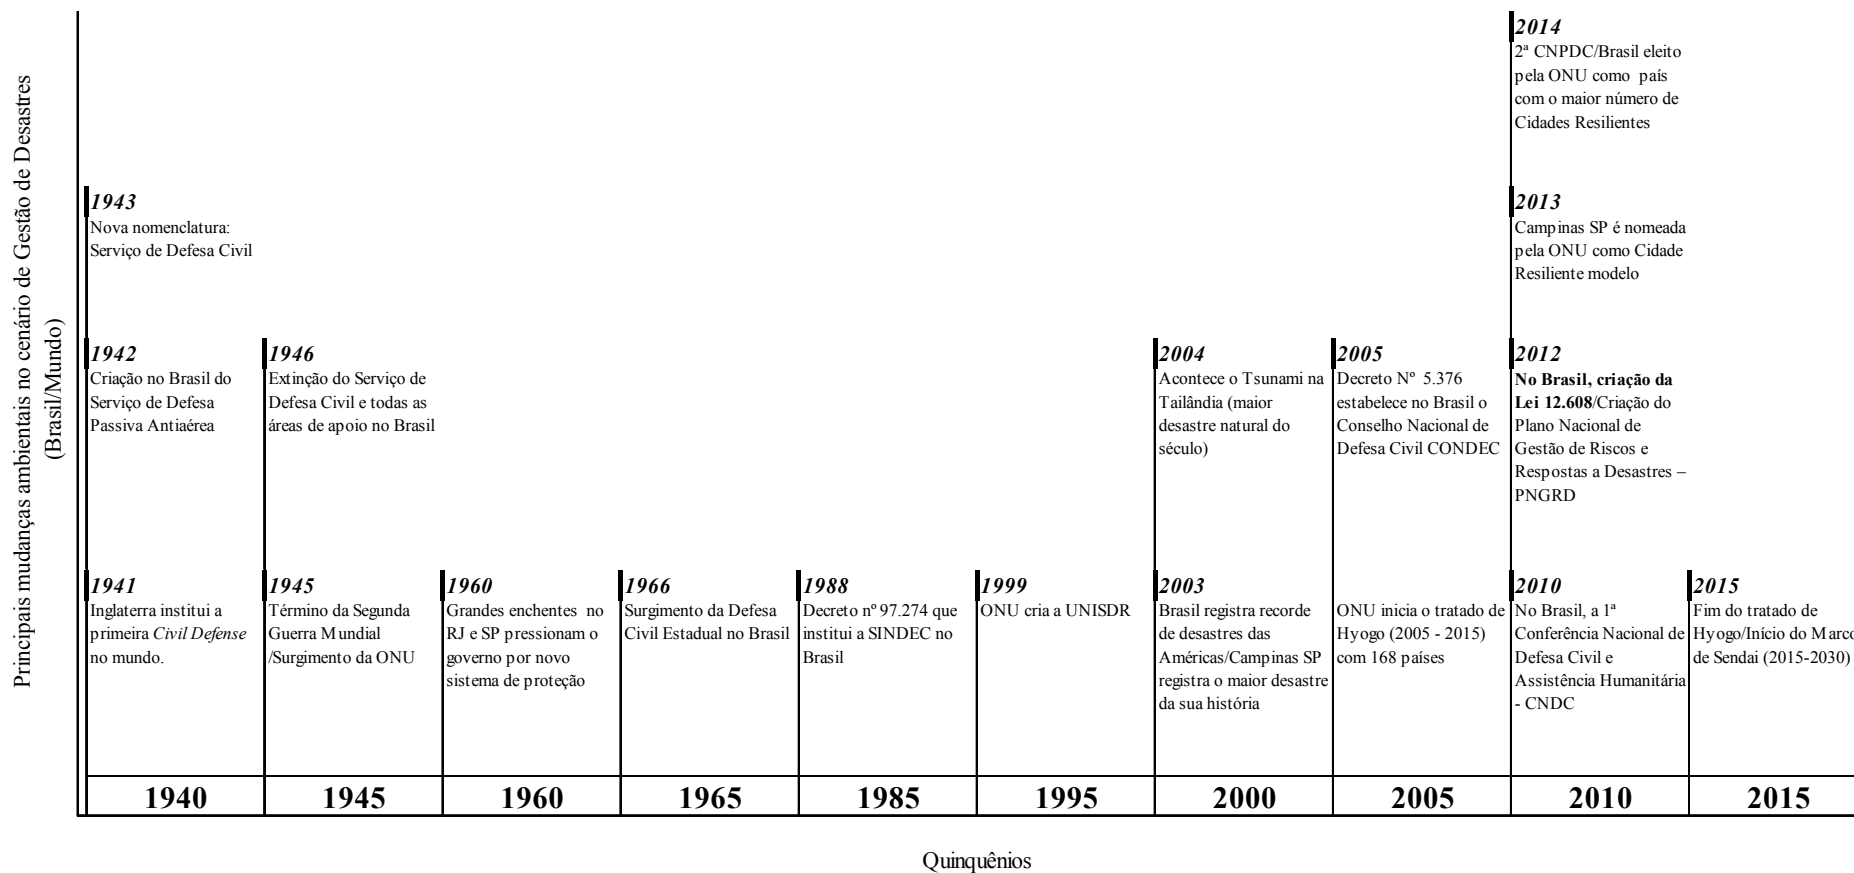 Principais mudanças ambientais no cenário de Gestão de Desastres
(Brasil/Mundo)
1943
Nova nomenclatura:
Serviço de Defesa Civil
1942
Criação no Brasil do
Serviço de Defesa
Passiva Antiaérea
1941
Inglaterra institui a
primeira Civil Defense
no mundo.
1946
Extinção do Serviço de
Defesa Civil e todas as
áreas de apoio no Brasil
1945
Término da Segunda
Guerra Mundial
/Surgimento da ONU
1960
Grandes enchentes no
RJ e SP pressionam o
governo por novo
sistema de proteção
1966
Surgimento da Defesa
Civil Estadual no Brasil
1988
Decreto nº 97.274 que
institui a SINDEC no
Brasil
1999
ONU cria a UNISDR
2004
Acontece o Tsunami na
Tailândia (maior
desastre natural do
século)
2003
Brasil registra recorde
de desastres das
Américas/Campinas SP
registra o maior desastre
da sua história
2005
Decreto Nº 5.376
estabelece no Brasil o
Conselho Nacional de
Defesa Civil CONDEC
ONU inicia o tratado de
Hyogo (2005 - 2015)
com 168 países
2014
2ª CNPDC/Brasil eleito
pela ONU como país
com o maior número de
Cidades Resilientes
2013
Campinas SP é nomeada
pela ONU como Cidade
Resiliente modelo
2012
No Brasil, criação da
Lei 12.608/Criação do
Plano Nacional de
Gestão de Riscos e
Respostas a Desastres –
PNGRD
2010
No Brasil, a 1ª
Conferência Nacional de
Defesa Civil e
Assistência Humanitária
- CNDC
2015
Fim do tratado de
Hyogo/Início do Marco
de Sendai (2015-2030)
1940
1945
1960
1965
1985
1995
2000
2005
2010
2015
Quinquênios